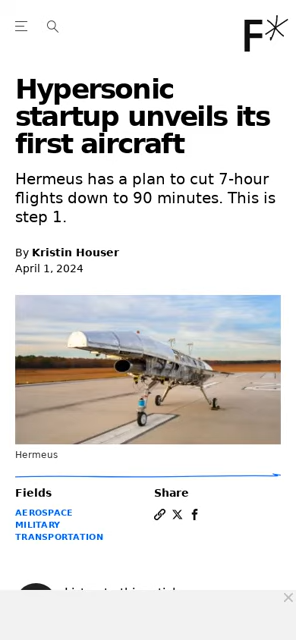 F*
Hypersonic
startup unveils its
first aircraft
Hermeus has a plan to cut 7-hour
flights down to 90 minutes. This is
step 1.
By Kristin Houser
April 1, 2024
Hermeus
Fields
Share
AEROSPACE
MILITARY
TRANSPORTATION